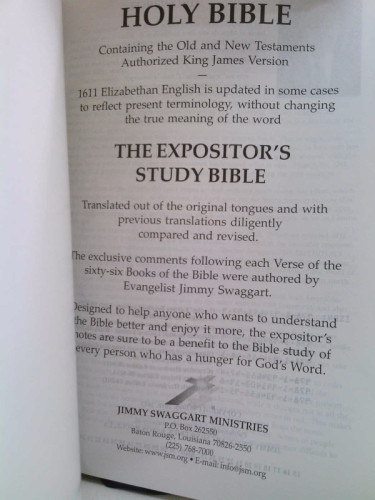 HOLY BIBLE
Containing the Old and New Testaments
Authorized King James Version
—
1611 Elizabethan English is updated in some cases
to reflect present terminology, without changing
the true meaning of the word
THE EXPOSITOR'S
STUDY BIBLE
Translated out of the original tongues and with
previous translations diligently
compared and revised.
The exclusive comments following each Verse of the
sixty-six Books of the Bible were authored by
Evangelist Jimmy Swaggart.
Designed to help anyone who wants to understand
the Bible better and enjoy it more, the expositor's
notes are sure to be a benefit to the Bible study of
every person who has a hunger for God's Word.
JIMMY SWAGGART MINISTRIES
P.O. Box 262550
Baton Rouge, Louisiana 70826-2550
(225) 768-7000
Website: www.jsm.org • E-mail: info@jsm.org